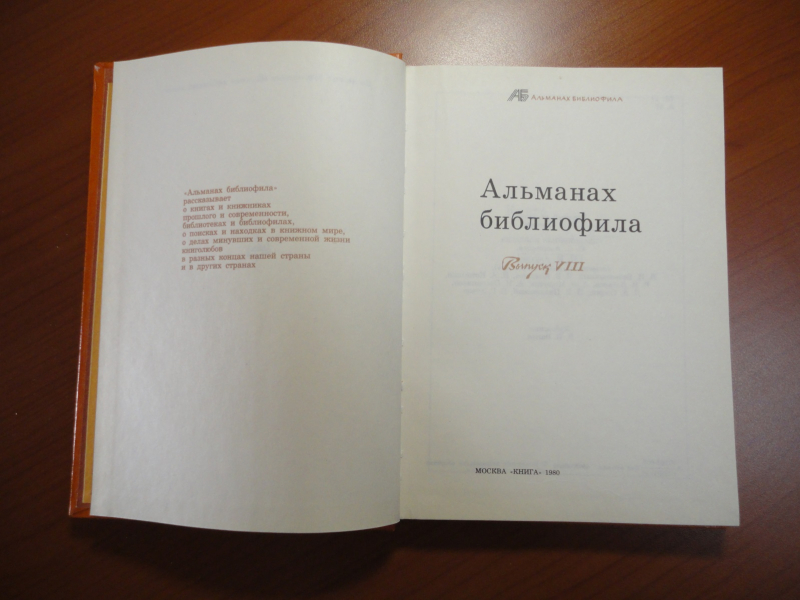 «Альманах библиофила»
рассказывает
о книгах и книжниках
прошлого и современности,
библиотеках и библиофилах,
о поисках и находках в книжном мире,
о делах минувших и современной жизни
книголюбов
в разных концах нашей страны
и в других странах
АБ АЛЬМАНАХ БИБЛИОФИЛА
Альманах
библиофила
Выпуск VIII
МОСКВА «КНИГА» 1980